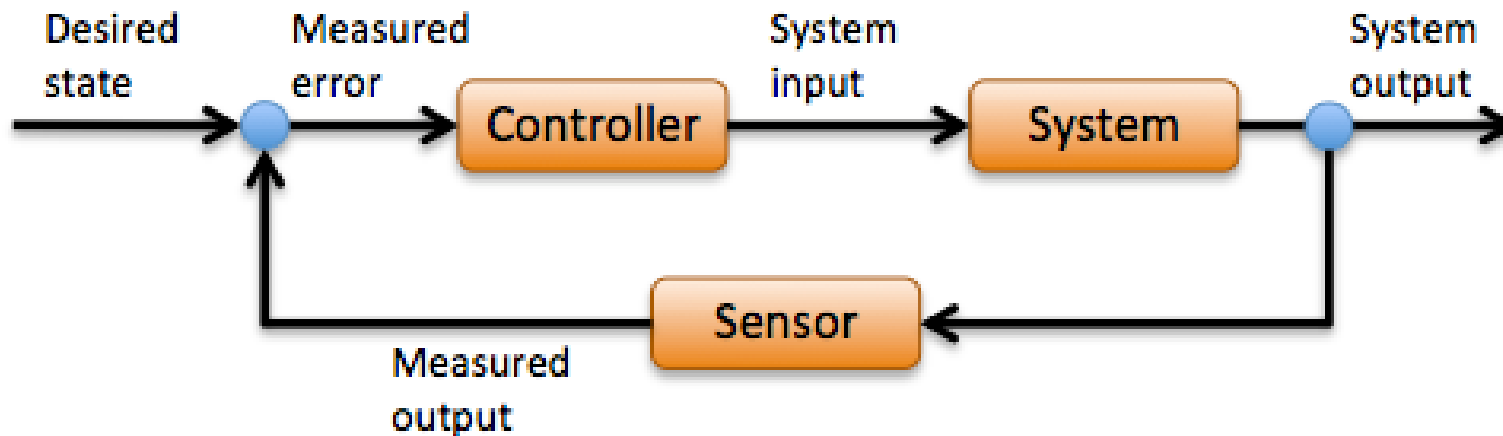 Desired
state
Measured
error
Controller
System
input
System
System
output
Sensor
Measured
output